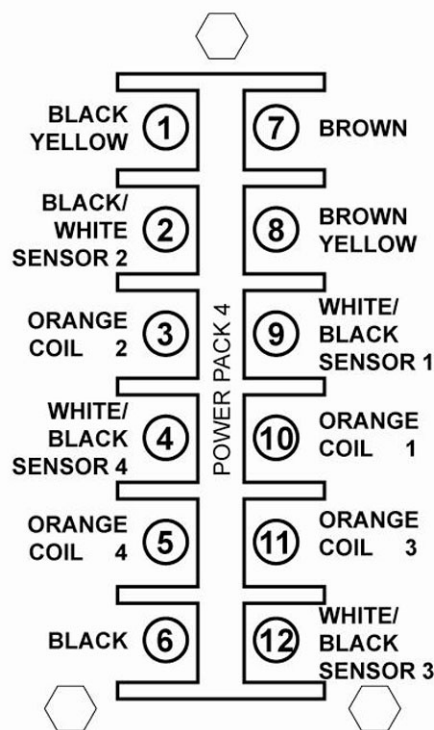 BLACK
YELLOW
1
7
BROWN
BLACK/
WHITE
SENSOR 2
2
8
BROWN
YELLOW
ORANGE
COIL 2
3
9
WHITE/
BLACK
SENSOR 1
POWER PACK 4
WHITE/
BLACK
SENSOR 4
4
10
ORANGE
COIL 1
ORANGE
COIL 4
5
11
ORANGE
COIL 3
BLACK
6
12
WHITE/
BLACK
SENSOR 3